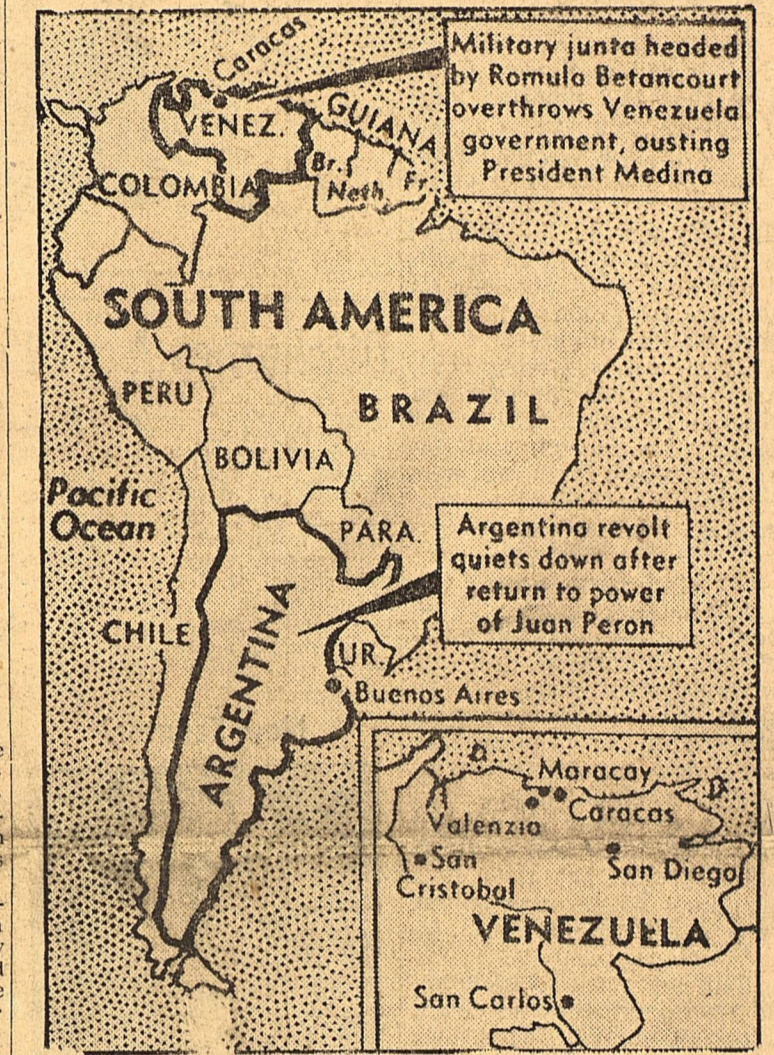 Caracas
Military junta headed
by Romulo Betancourt
overthrows Venezuela
government, ousting
President Medina
VENEZ.
GUIANA
Br.
Neth.
Fr
COLOMBIA
SOUTH AMERICA
PERU
BRAZIL
BOLIVIA
Pacific
Ocean
PARA.
Argentina revolt
quiets down after
return to power
of Juan Peron
CHILE
ARGENTINA
UR.
Buenos Aires
Maracay
Caracas
Valenzia
San
Cristobal
San Diego
VENEZUELA
San Carlos